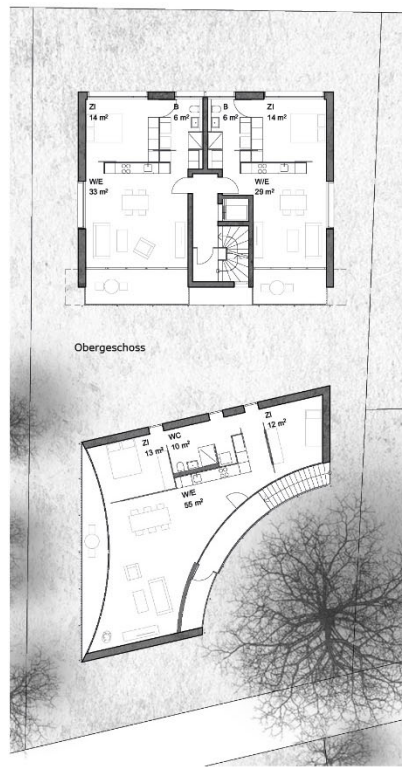 ZI
14 m²
B
6 m²
B
6 m²
ZI
14 m²
W/E
33 m²
W/E
29 m²
Obergeschoss
ZI
13 m²
WC
10 m²
ZI
12 m²
W/E
55 m²